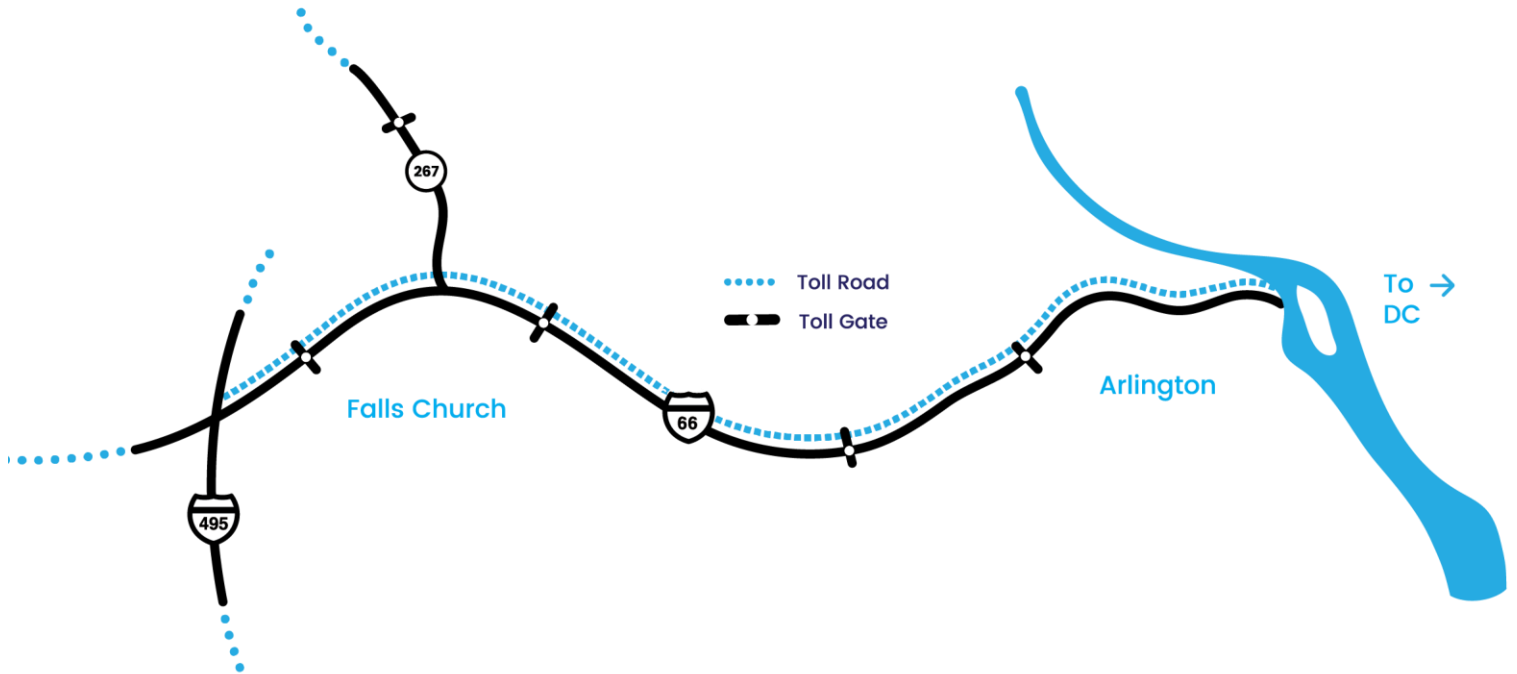 267
Toll Road
To →
DC
Toll Gate
Arlington
Falls Church
66
495